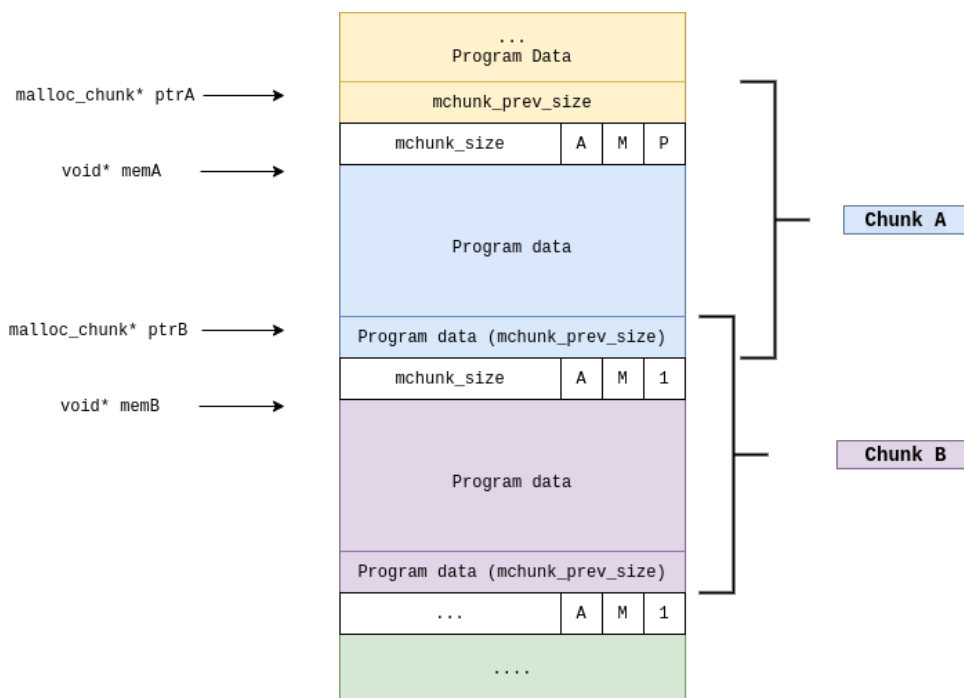 ...
Program Data
malloc_chunk* ptrA
mchunk_prev_size
mchunk_size A M P
void* memA
Chunk A
Program data
malloc_chunk* ptrB
Program data (mchunk_prev_size)
mchunk_size A M 1
void* memB
Chunk B
Program data
Program data (mchunk_prev_size)
... A M 1
....